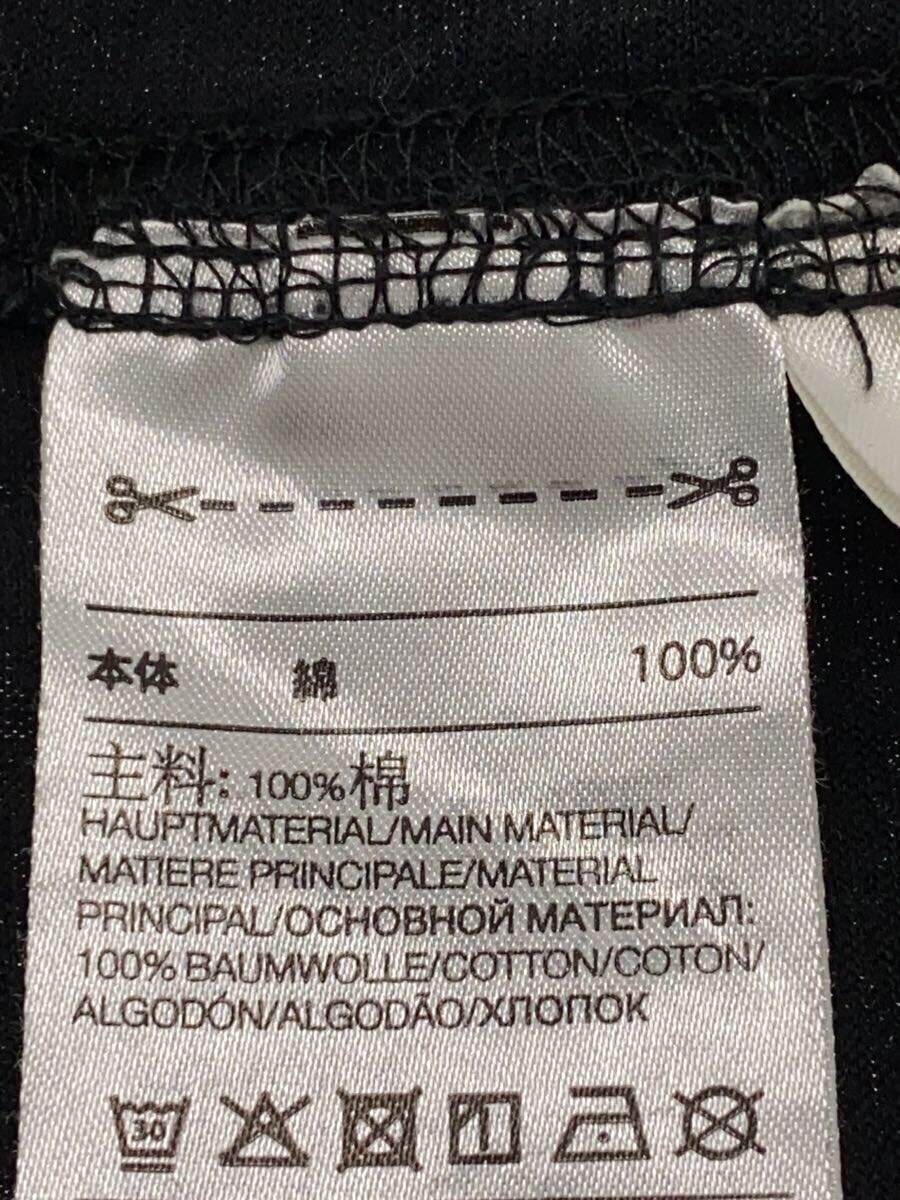 本体 綿 100%
主料: 100%棉
HAUPTMATERIAL/MAIN MATERIAL/
MATIERE PRINCIPALE/MATERIAL
PRINCIPAL/ОСНОВНОЙ МАТЕРИАЛ:
100% BAUMWOLLE/COTTON/COTON/
ALGODÓN/ALGODÃO/ХЛОПОК
30